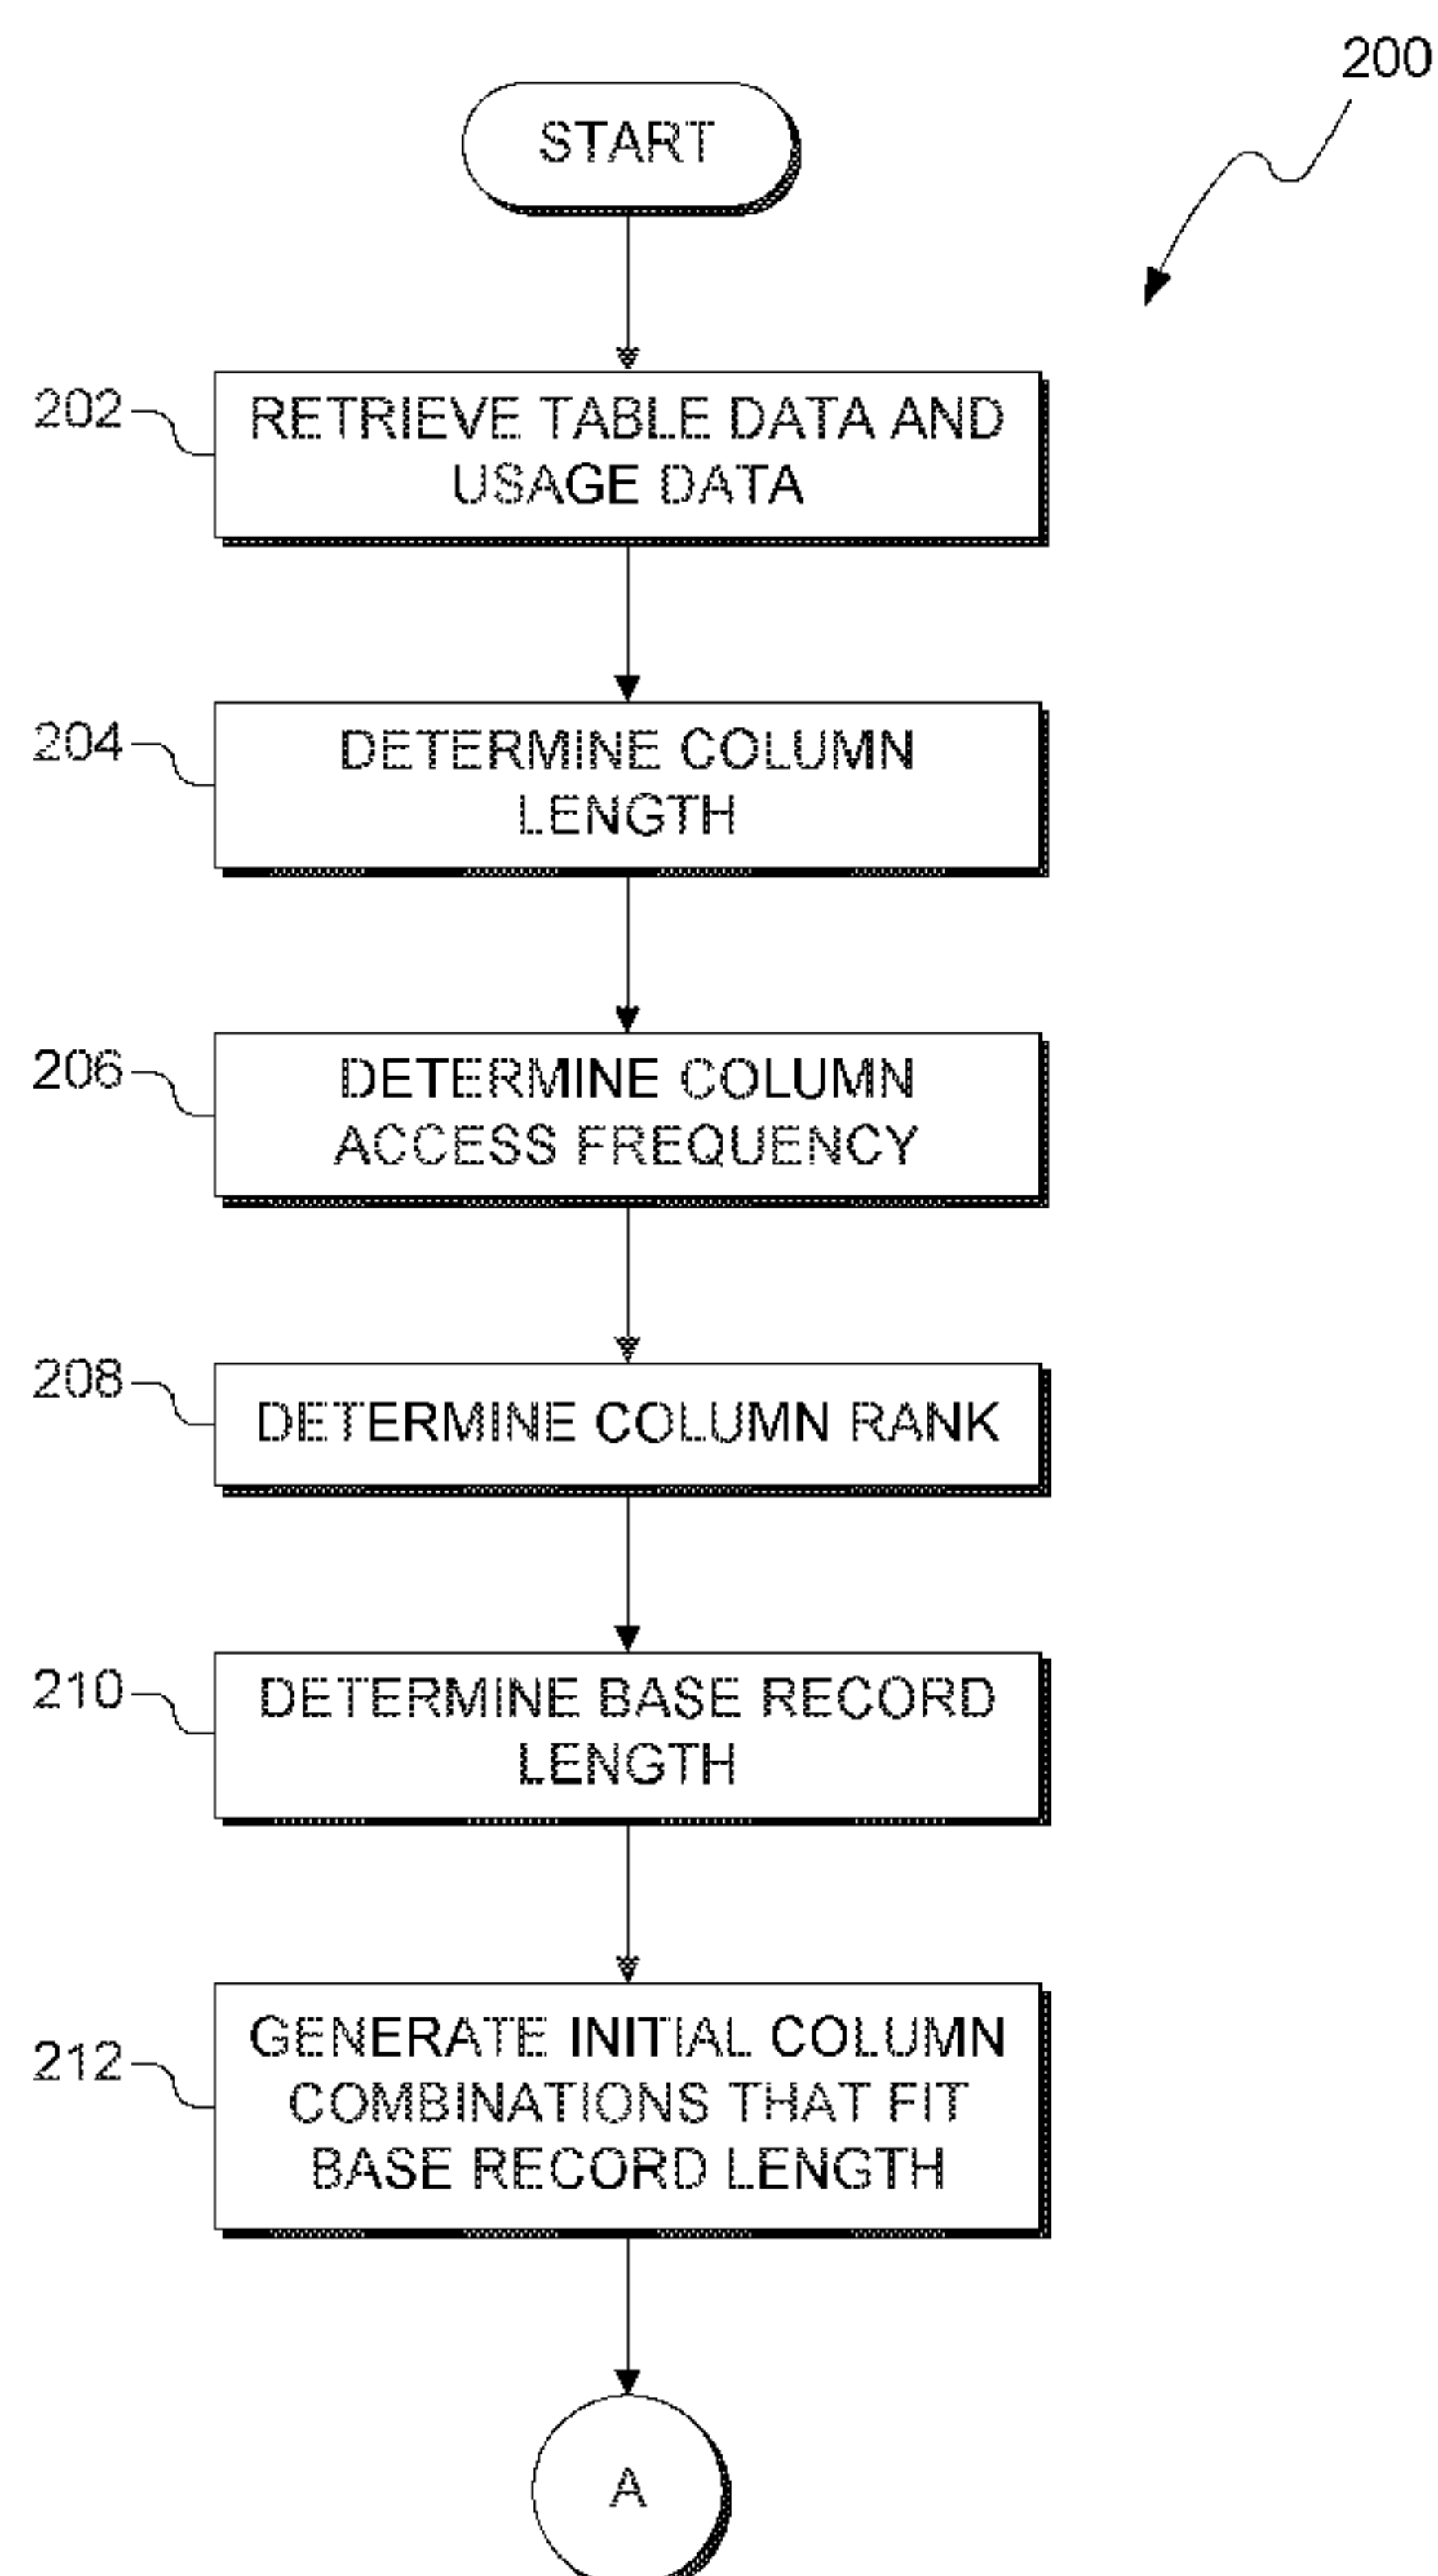 200
START
202
RETRIEVE TABLE DATA AND
USAGE DATA
204
DETERMINE COLUMN
LENGTH
206
DETERMINE COLUMN
ACCESS FREQUENCY
208
DETERMINE COLUMN RANK
210
DETERMINE BASE RECORD
LENGTH
212
GENERATE INITIAL COLUMN
COMBINATIONS THAT FIT
BASE RECORD LENGTH
A